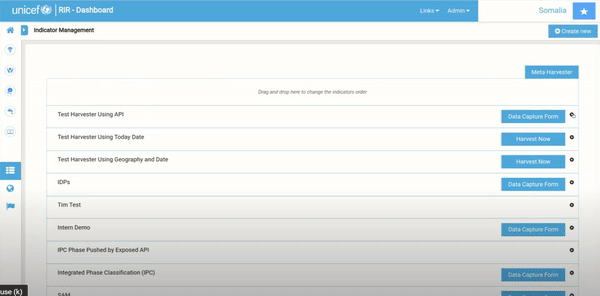 unicef RIR - Dashboard
Links
Admin
Somalia
Indicator Management
Create new
Meta Harvester
Drag and drop here to change the indicators order
Test Harvester Using API
Data Capture Form
Test Harvester Using Today Date
Harvest Now
Test Harvester Using Geography and Date
Harvest Now
IDPs
Data Capture Form
Tim Test
Intern Demo
Data Capture Form
IPC Phase Pushed by Exposed API
Integrated Phase Classification (IPC)
Data Capture Form
SAM
use (k)